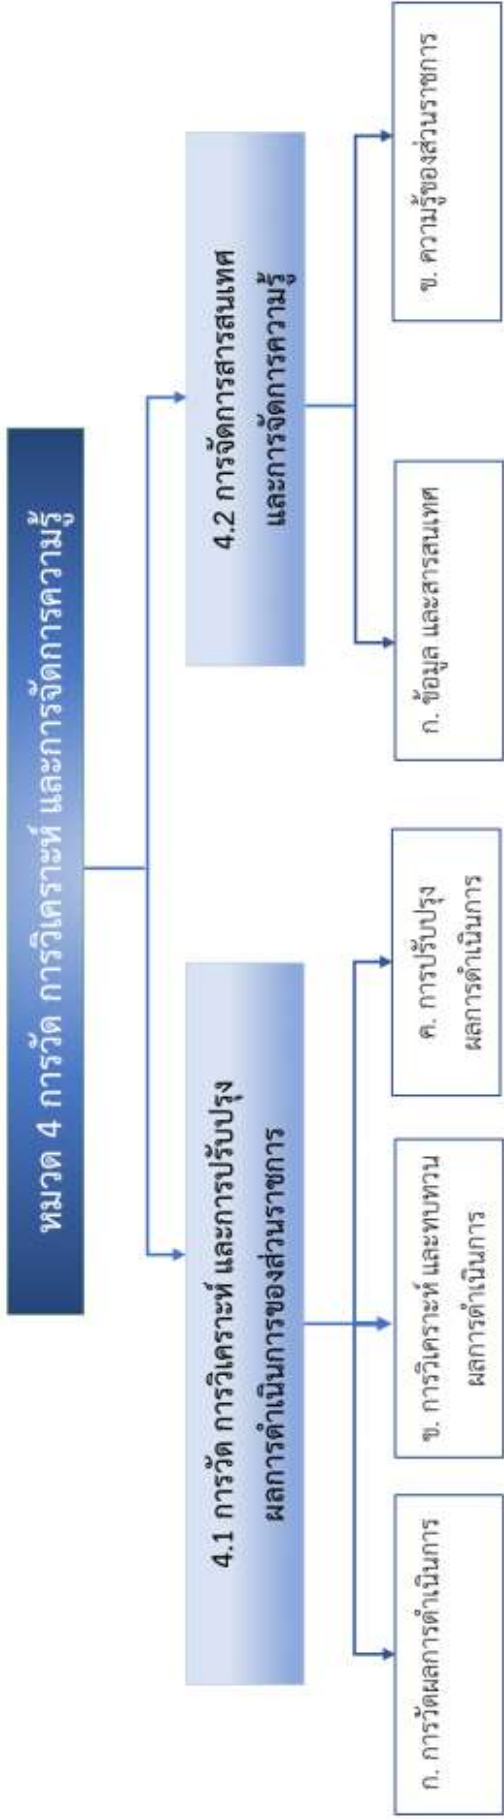 หมวด 4 การวัด การวิเคราะห์ และการจัดการความรู้
4.1 การวัด การวิเคราะห์ และการปรับปรุง
ผลการดำเนินการของส่วนราชการ
4.2 การจัดการสารสนเทศ
และการจัดการความรู้
ก. การวัดผลการดำเนินการ
ข. การวิเคราะห์ และทบทวน
ผลการดำเนินการ
ค. การปรับปรุง
ผลการดำเนินการ
ก. ข้อมูล และสารสนเทศ
ข. ความรู้ของส่วนราชการ